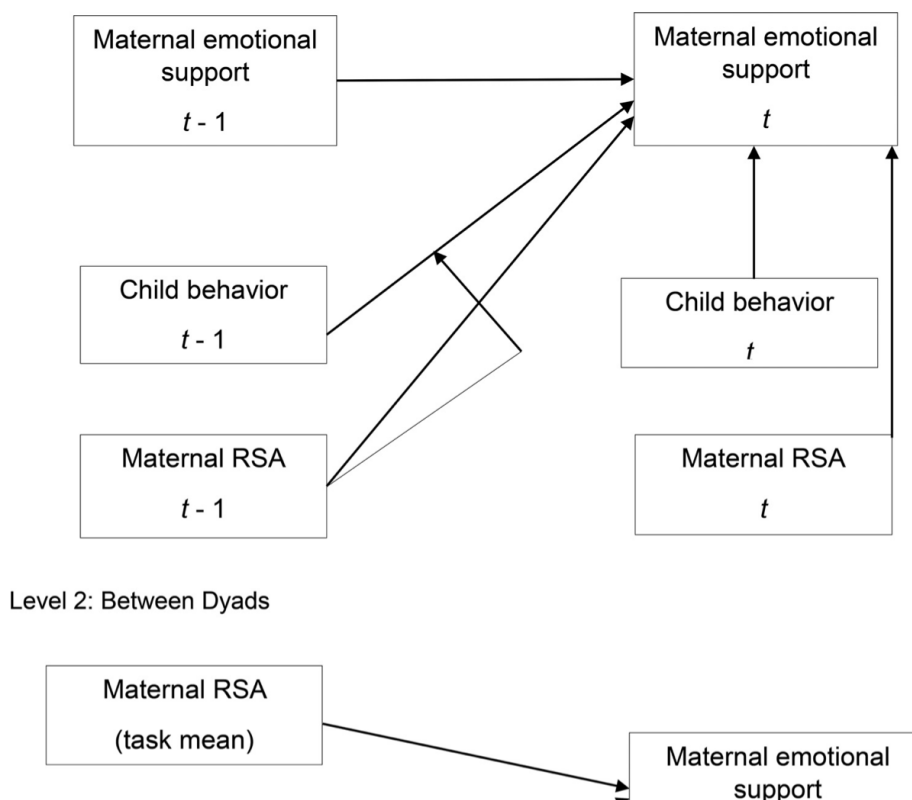 Maternal emotional
support
t - 1
Maternal emotional
support
t
Child behavior
t - 1
Child behavior
t
Maternal RSA
t - 1
Maternal RSA
t
Level 2: Between Dyads
Maternal RSA
(task mean)
Maternal emotional
support